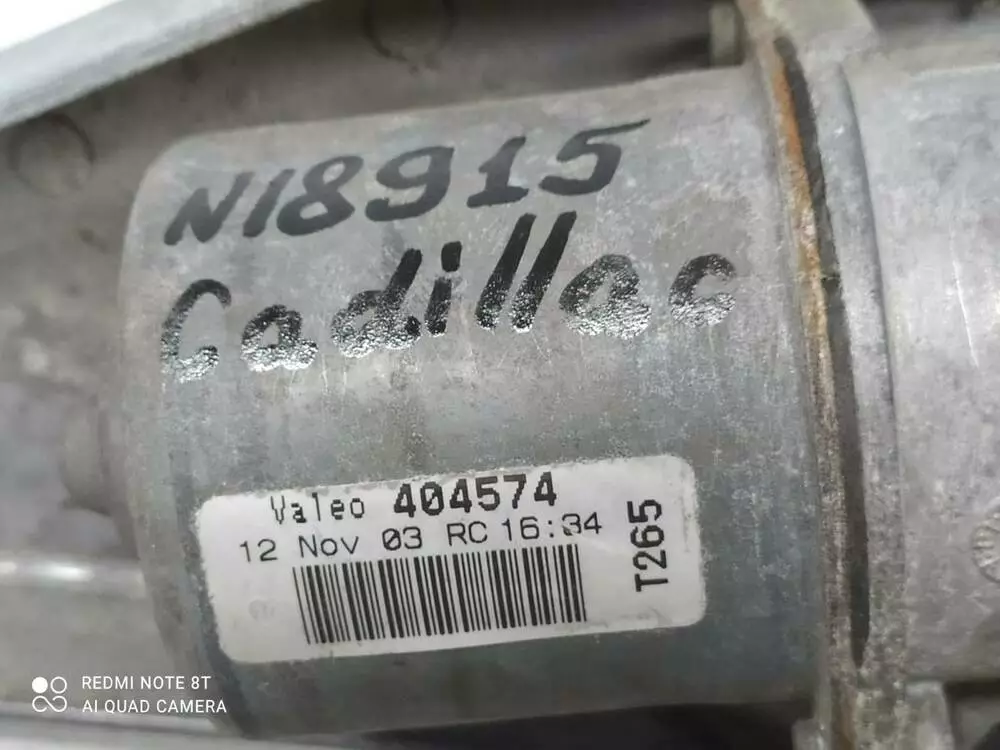 N18915
Cadillac
Valeo 404574
12 Nov 03 RC 16:34
T265
REDMI NOTE 8T
AI QUAD CAMERA